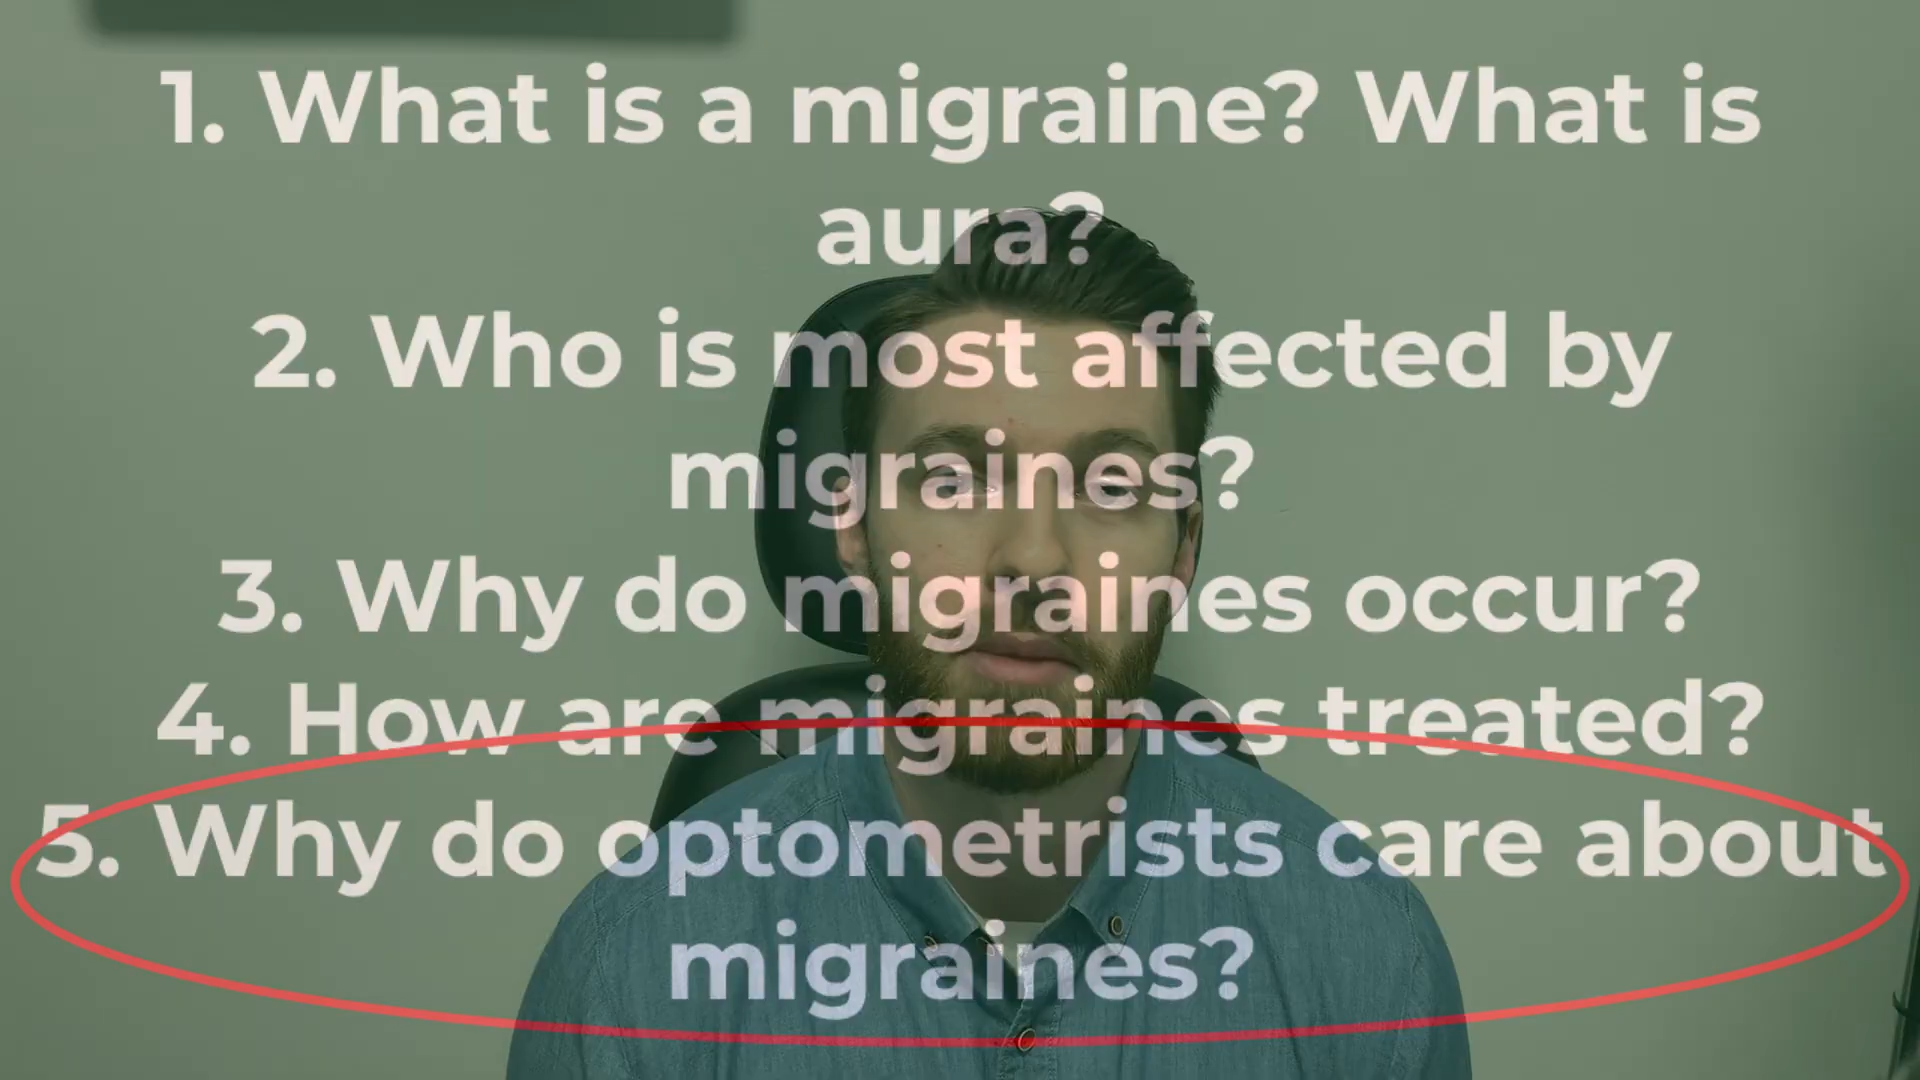 1. What is a migraine? What is
aura?
2. Who is most affected by
migraines?
3. Why do migraines occur?
4. How are migraines treated?
5. Why do optometrists care about
migraines?